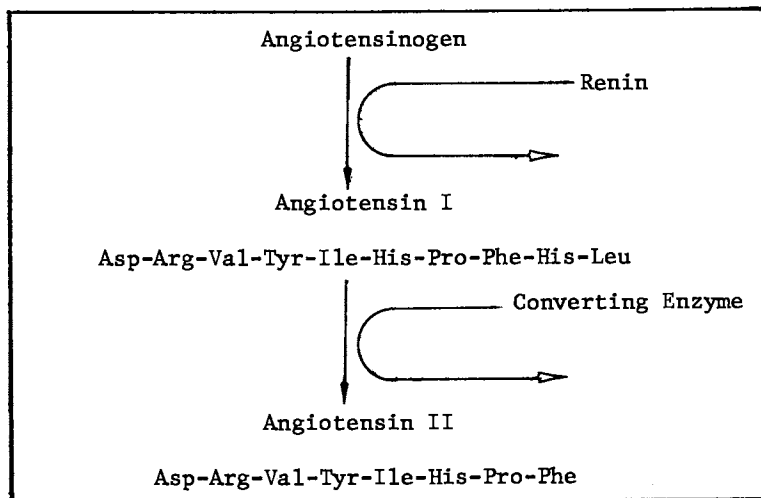 Angiotensinogen
Renin
Angiotensin I
Asp-Arg-Val-Tyr-Ile-His-Pro-Phe-His-Leu
Converting Enzyme
Angiotensin II
Asp-Arg-Val-Tyr-Ile-His-Pro-Phe